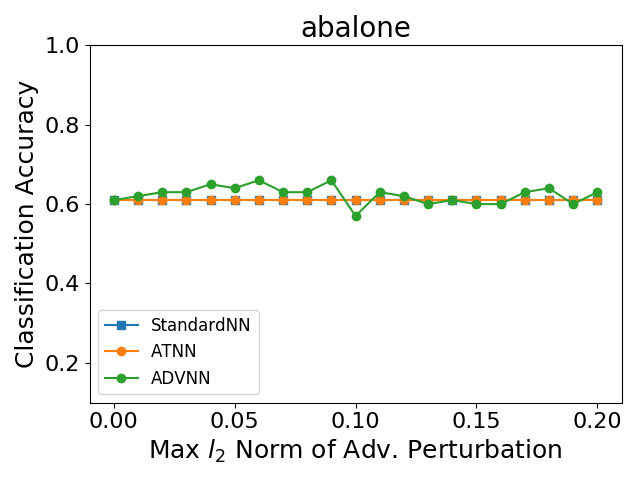 abalone
Classification Accuracy
1.0
0.8
0.6
0.4
0.2
StandardNN
ATNN
ADVNN
0.00 0.05 0.10 0.15 0.20
Max l₂ Norm of Adv. Perturbation